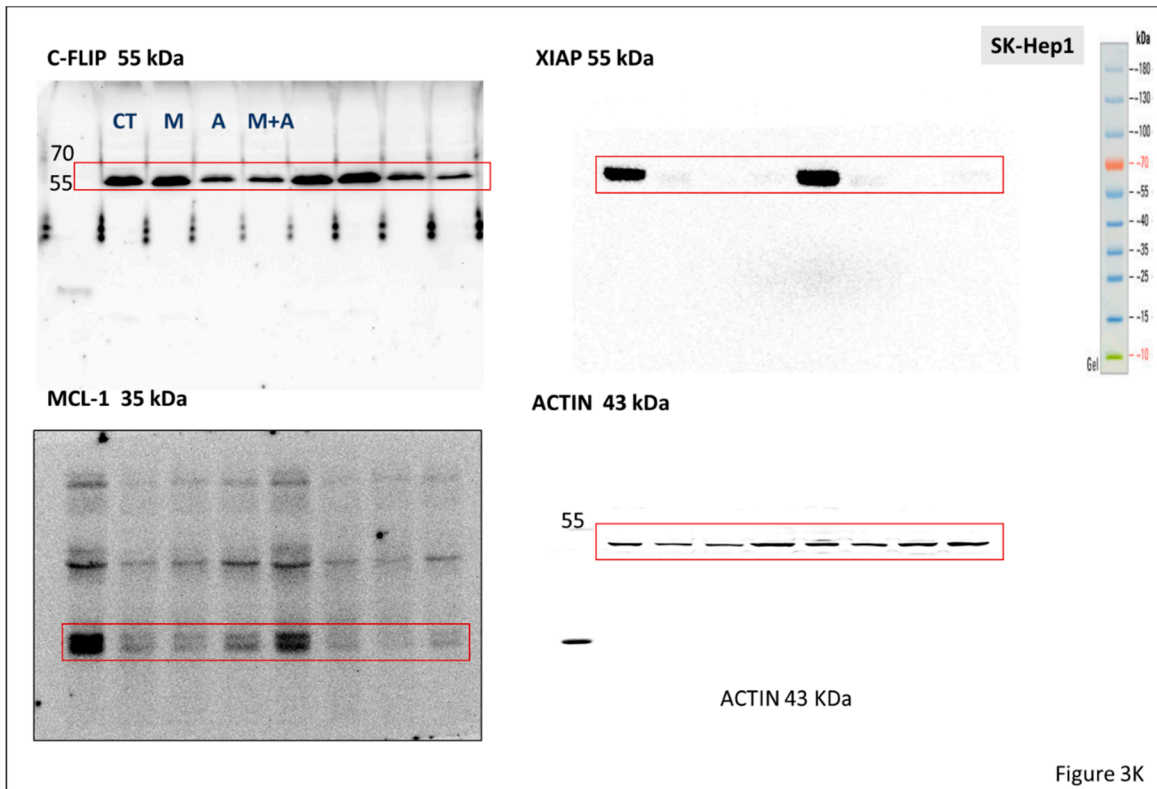 C-FLIP 55 kDa
CT M A M+A
70
55
XIAP 55 kDa
SK-Hep1
kDa
~180
~130
~100
~70
~55
~40
~35
~25
~15
~10
Gel
MCL-1 35 kDa
ACTIN 43 kDa
55
ACTIN 43 KDa
Figure 3K